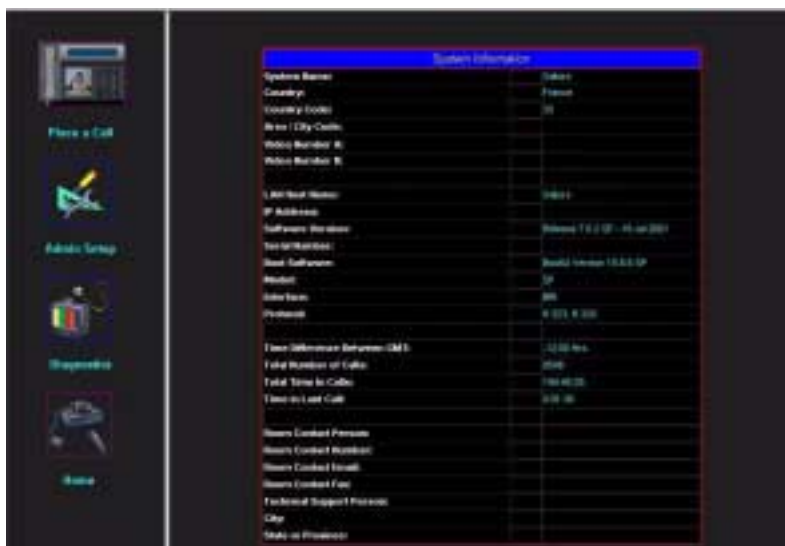 Place a Call
Admin Setup
Diagnostics
Home
System Information
System Name:
Country: France
Country Code:
Area / City Code:
Video Number A:
Video Number B:
LAN Host Name:
IP Address:
Software Version:
Serial Number:
Boot Software:
Model: SP
Interface: BRI
Protocol:
Time Difference Between GMT:
Total Number of Calls:
Total Time In Calls:
Time in Last Call:
Room Contact Person:
Room Contact Number:
Room Contact Email:
Room Contact Fax:
Technical Support Person:
City:
State or Province: